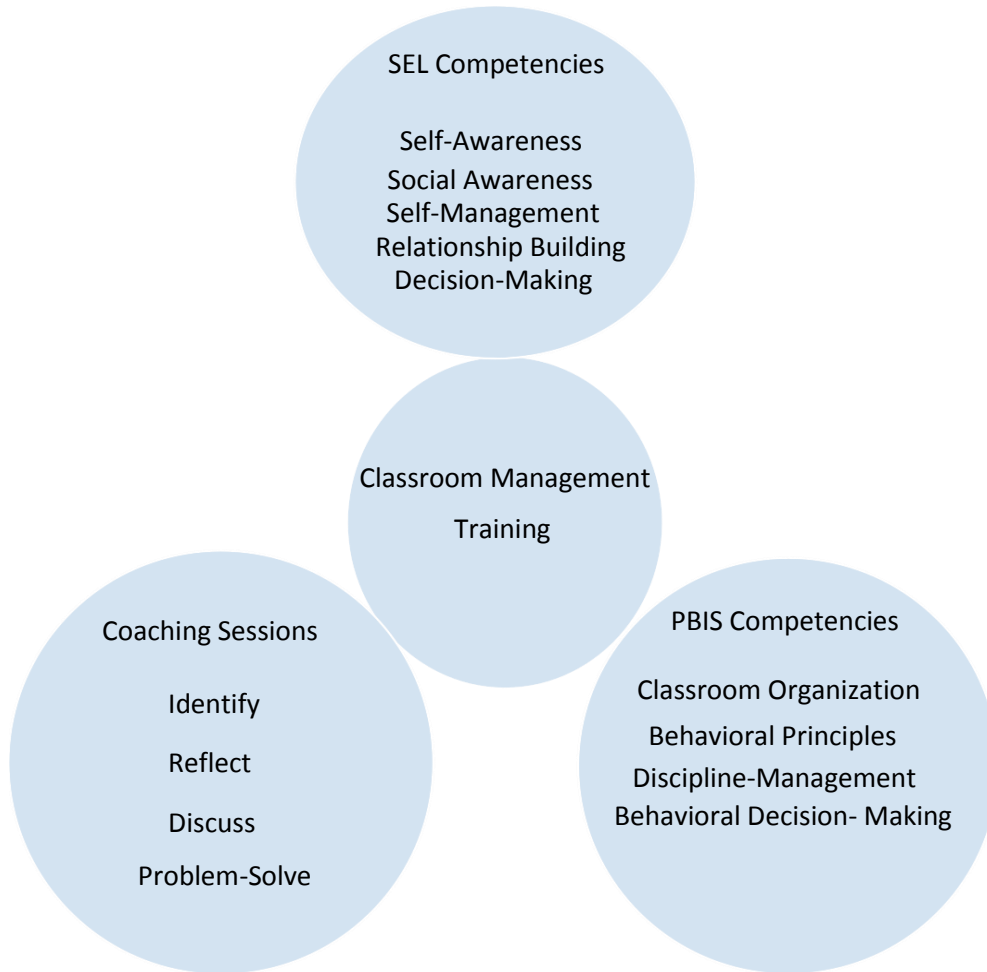 SEL Competencies
Self-Awareness
Social Awareness
Self-Management
Relationship Building
Decision-Making
Classroom Management
Training
Coaching Sessions
Identify
Reflect
Discuss
Problem-Solve
PBIS Competencies
Classroom Organization
Behavioral Principles
Discipline-Management
Behavioral Decision- Making